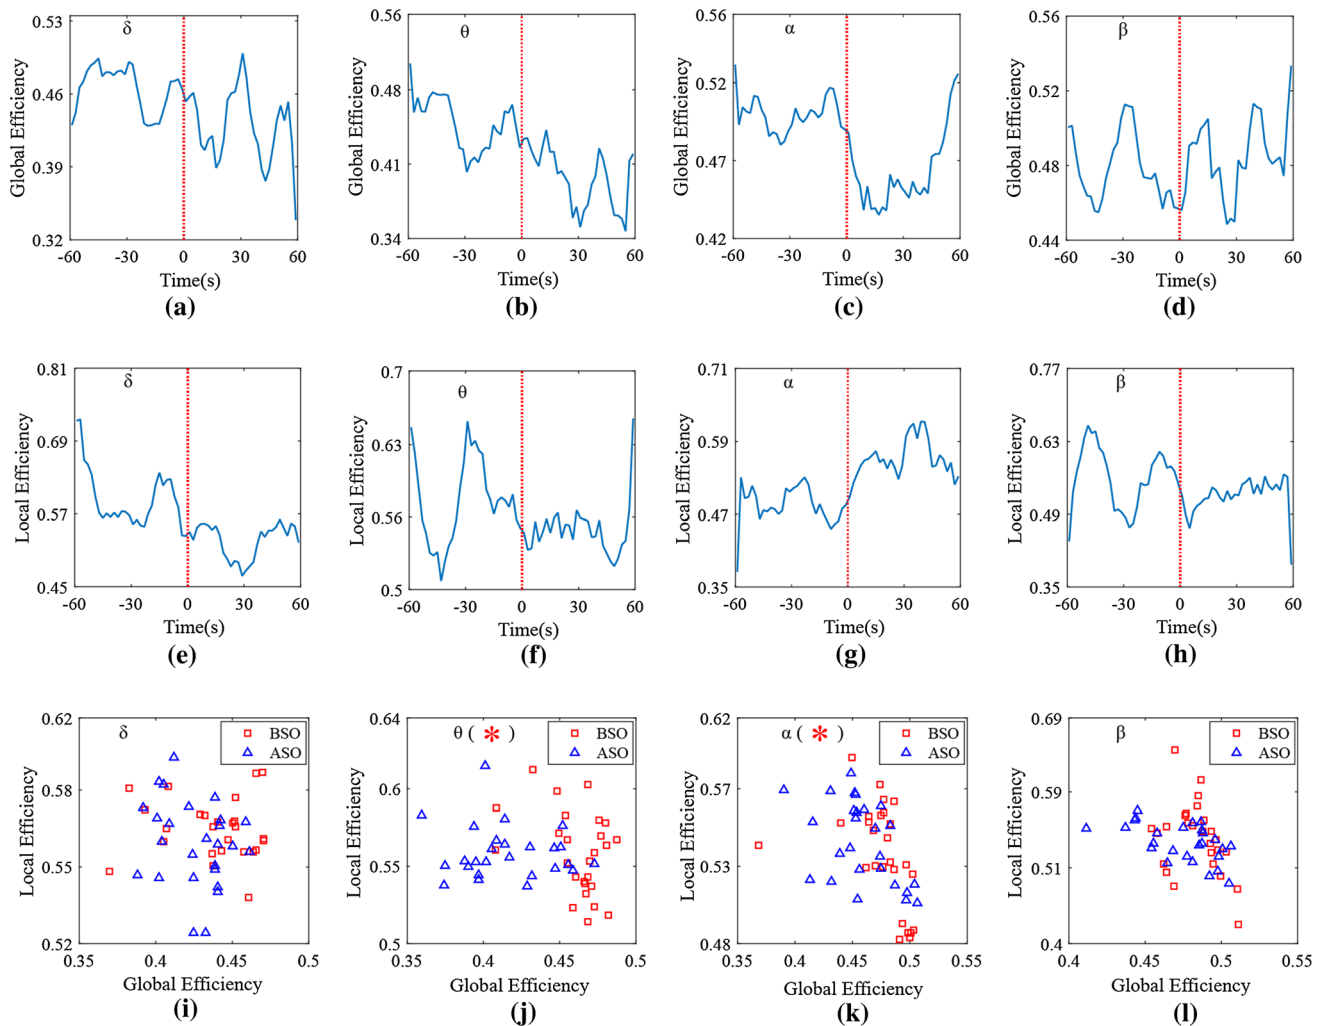 δ
Global Efficiency
0.53
0.46
0.39
0.32
-60 -30 0 30 60
Time(s)
(a)
θ
Global Efficiency
0.56
0.48
0.41
0.34
-60 -30 0 30 60
Time(s)
(b)
α
Global Efficiency
0.56
0.52
0.47
0.42
-60 -30 0 30 60
Time(s)
(c)
β
Global Efficiency
0.56
0.52
0.48
0.44
-60 -30 0 30 60
Time(s)
(d)
δ
Local Efficiency
0.81
0.69
0.57
0.45
-60 -30 0 30 60
Time(s)
(e)
θ
Local Efficiency
0.7
0.63
0.56
0.5
-60 -30 0 30 60
Time(s)
(f)
α
Local Efficiency
0.71
0.59
0.47
0.35
-60 -30 0 30 60
Time(s)
(g)
β
Local Efficiency
0.77
0.63
0.49
0.35
-60 -30 0 30 60
Time(s)
(h)
δ
BSO
ASO
Local Efficiency
0.62
0.58
0.55
0.52
0.35 0.4 0.45 0.5
Global Efficiency
(i)
θ ( * )
BSO
ASO
Local Efficiency
0.64
0.6
0.55
0.5
0.35 0.4 0.45 0.5
Global Efficiency
(j)
α ( * )
BSO
ASO
Local Efficiency
0.62
0.57
0.53
0.48
0.35 0.4 0.45 0.5 0.55
Global Efficiency
(k)
β
BSO
ASO
Local Efficiency
0.69
0.59
0.51
0.4
0.4 0.45 0.5 0.55
Global Efficiency
(l)